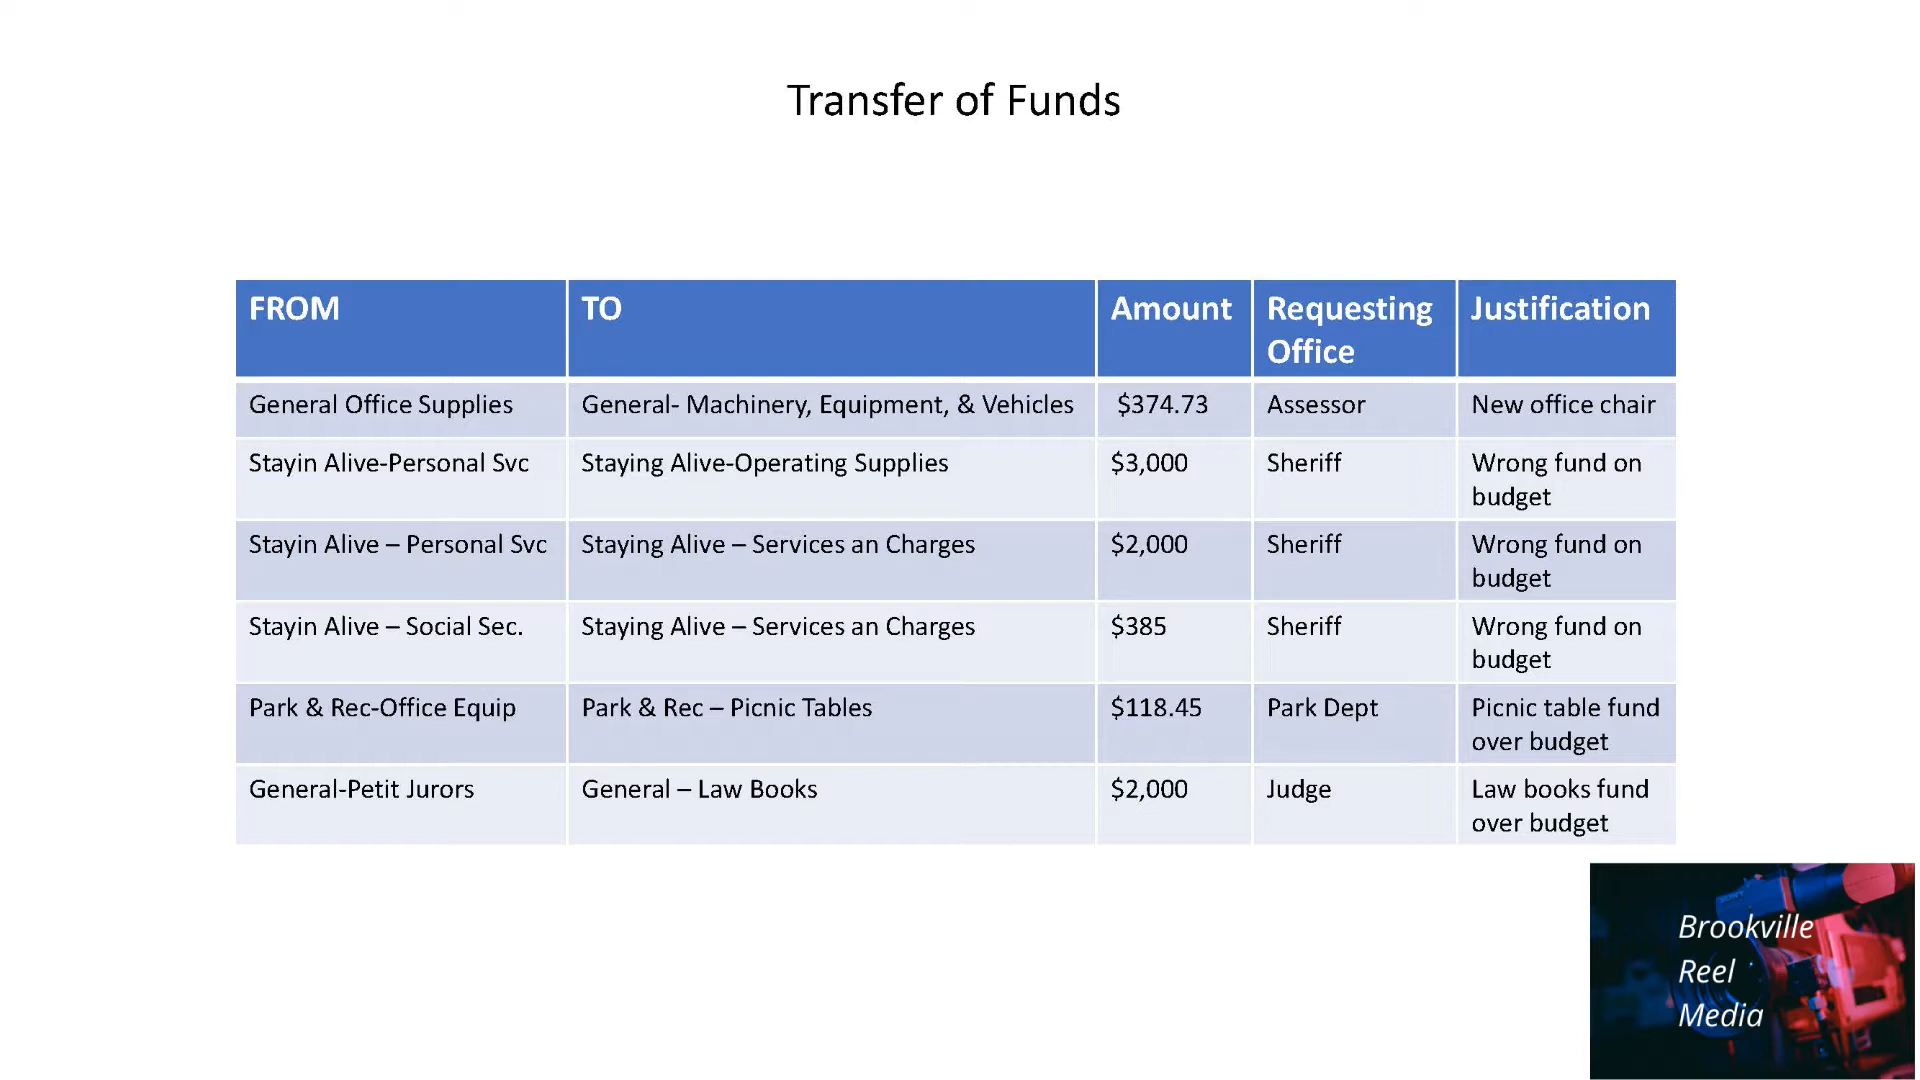 Transfer of Funds
FROM TO Amount Requesting Justification
Office
General Office Supplies General- Machinery, Equipment, & Vehicles $374.73 Assessor New office chair
Stayin Alive-Personal Svc Staying Alive-Operating Supplies $3,000 Sheriff Wrong fund on
budget
Stayin Alive – Personal Svc Staying Alive – Services an Charges $2,000 Sheriff Wrong fund on
budget
Stayin Alive – Social Sec. Staying Alive – Services an Charges $385 Sheriff Wrong fund on
budget
Park & Rec-Office Equip Park & Rec – Picnic Tables $118.45 Park Dept Picnic table fund
over budget
General-Petit Jurors General – Law Books $2,000 Judge Law books fund
over budget
SONY
Brookville
Reel
Media